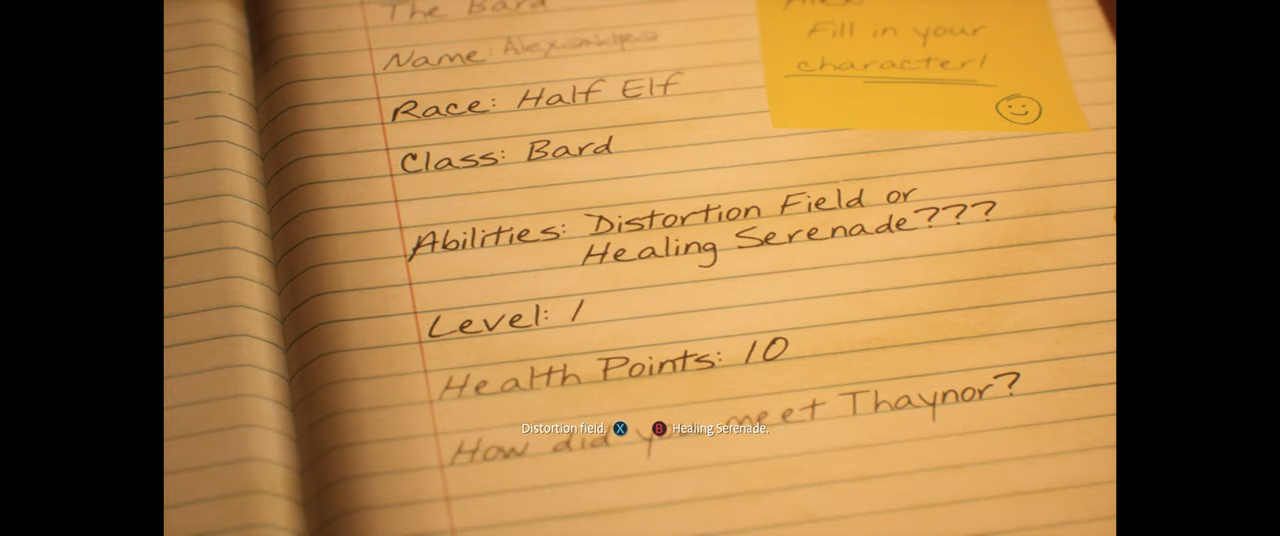 The Bard
Name:
Fill in your
character!
Race: Half Elf
Class: Bard
Abilities: Distortion Field or
Healing Serenade???
Level: 1
Health Points: 10
How did you meet Thaynor?
Distortion field. X B Healing Serenade.